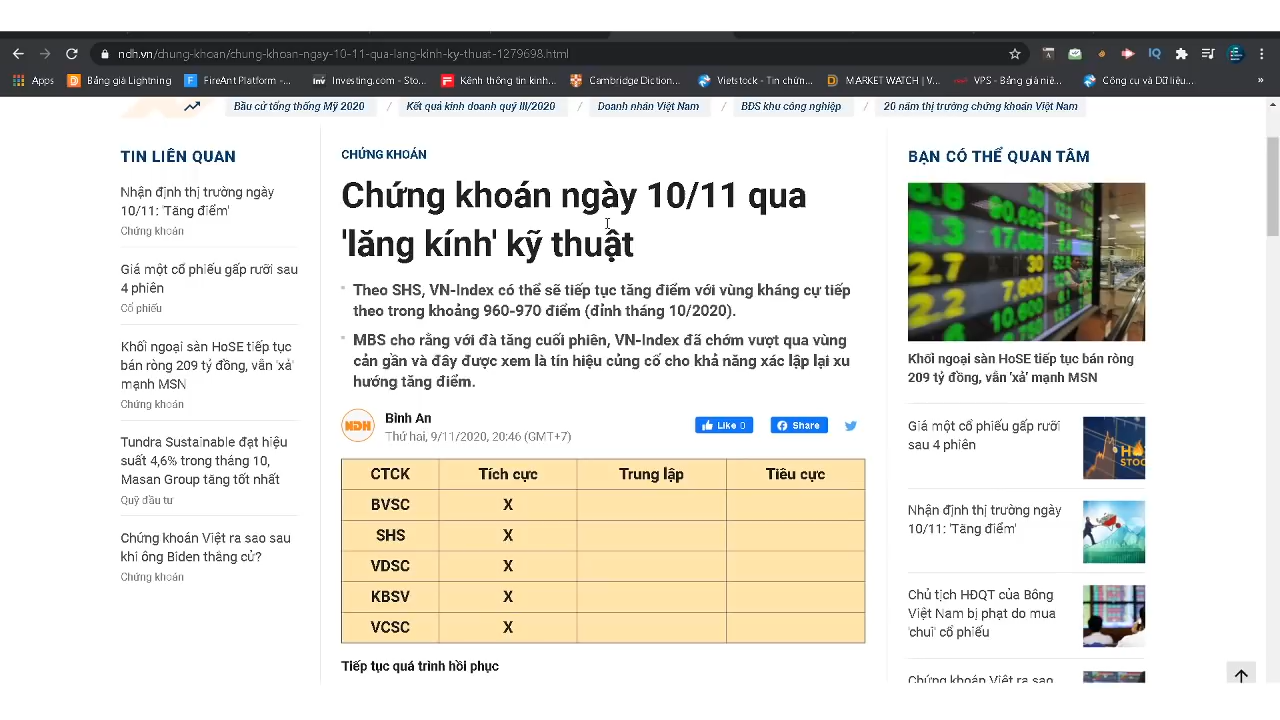 ndh.vn/chung-khoan/chung-khoan-ngay-10-11-qua-lang-kinh-ky-thuat-1279698.html
Apps Bảng giá Lightning FireAnt Platform -... Investing.com - Sto... Kênh thông tin kinh... Cambridge Diction... Vietstock - Tin chứn... MARKET WATCH | V... VPS - Bảng giá niê... Công cụ và Dữ liệu... »
Bầu cử tổng thống Mỹ 2020 / Kết quả kinh doanh quý III/2020 / Doanh nhân Việt Nam / BĐS khu công nghiệp / 20 năm thị trường chứng khoán Việt Nam
TIN LIÊN QUAN
Nhận định thị trường ngày
10/11: 'Tăng điểm'
Chứng khoán
Giá một cổ phiếu gấp rưỡi sau
4 phiên
Cổ phiếu
Khối ngoại sàn HoSE tiếp tục
bán ròng 209 tỷ đồng, vẫn 'xả'
mạnh MSN
Chứng khoán
Tundra Sustainable đạt hiệu
suất 4,6% trong tháng 10,
Masan Group tăng tốt nhất
Quỹ đầu tư
Chứng khoán Việt ra sao sau
khi ông Biden thắng cử?
Chứng khoán
CHỨNG KHOÁN
Chứng khoán ngày 10/11 qua
'lăng kính' kỹ thuật
Theo SHS, VN-Index có thể sẽ tiếp tục tăng điểm với vùng kháng cự tiếp
theo trong khoảng 960-970 điểm (đỉnh tháng 10/2020).
MBS cho rằng với đà tăng cuối phiên, VN-Index đã chớm vượt qua vùng
cản gần và đây được xem là tín hiệu củng cố cho khả năng xác lập lại xu
hướng tăng điểm.
NDH
Bình An
Thứ hai, 9/11/2020, 20:46 (GMT+7)
Like 0 Share
CTCK Tích cực Trung lập Tiêu cực
BVSC X
SHS X
VDSC X
KBSV X
VCSC X
Tiếp tục quá trình hồi phục
BẠN CÓ THỂ QUAN TÂM
Khối ngoại sàn HoSE tiếp tục bán ròng
209 tỷ đồng, vẫn 'xả' mạnh MSN
Giá một cổ phiếu gấp rưỡi
sau 4 phiên
Nhận định thị trường ngày
10/11: 'Tăng điểm'
Chủ tịch HĐQT của Bông
Việt Nam bị phạt do mua
'chui' cổ phiếu
Chứng khoán Việt ra sao